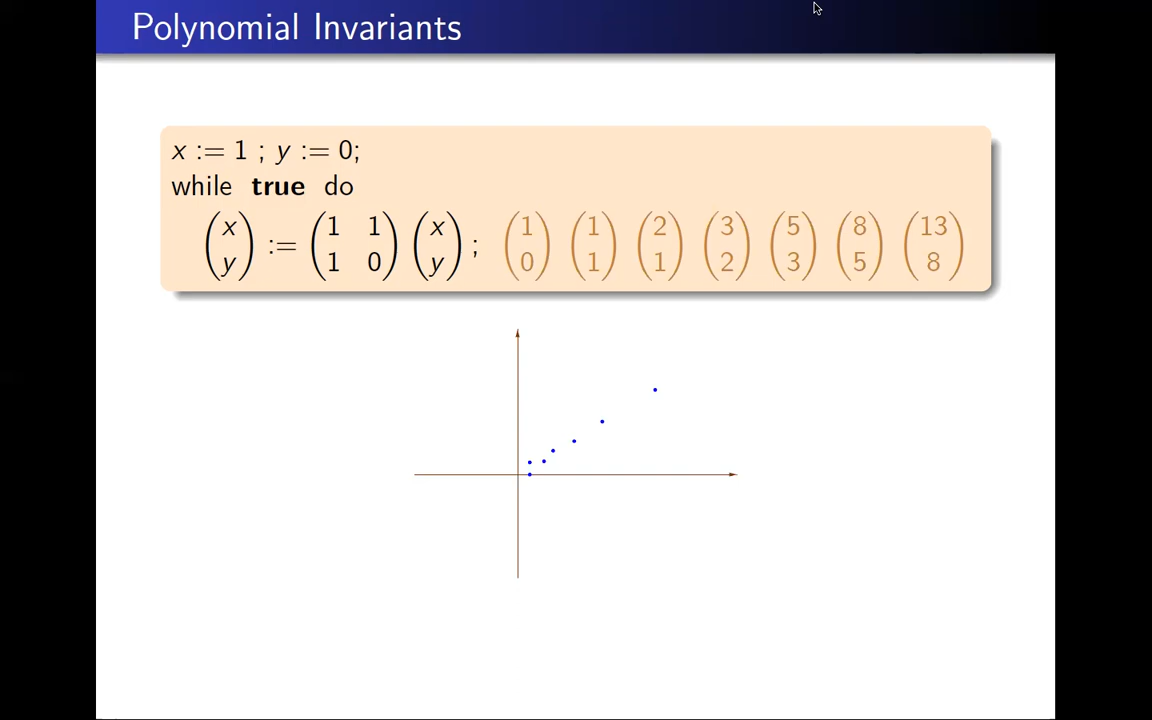 Polynomial Invariants
x := 1 ; y := 0;
while true do
(x y) := (1 1 1 0) (x y) ; (1 0) (1 1) (2 1) (3 2) (5 3) (8 5) (13 8)